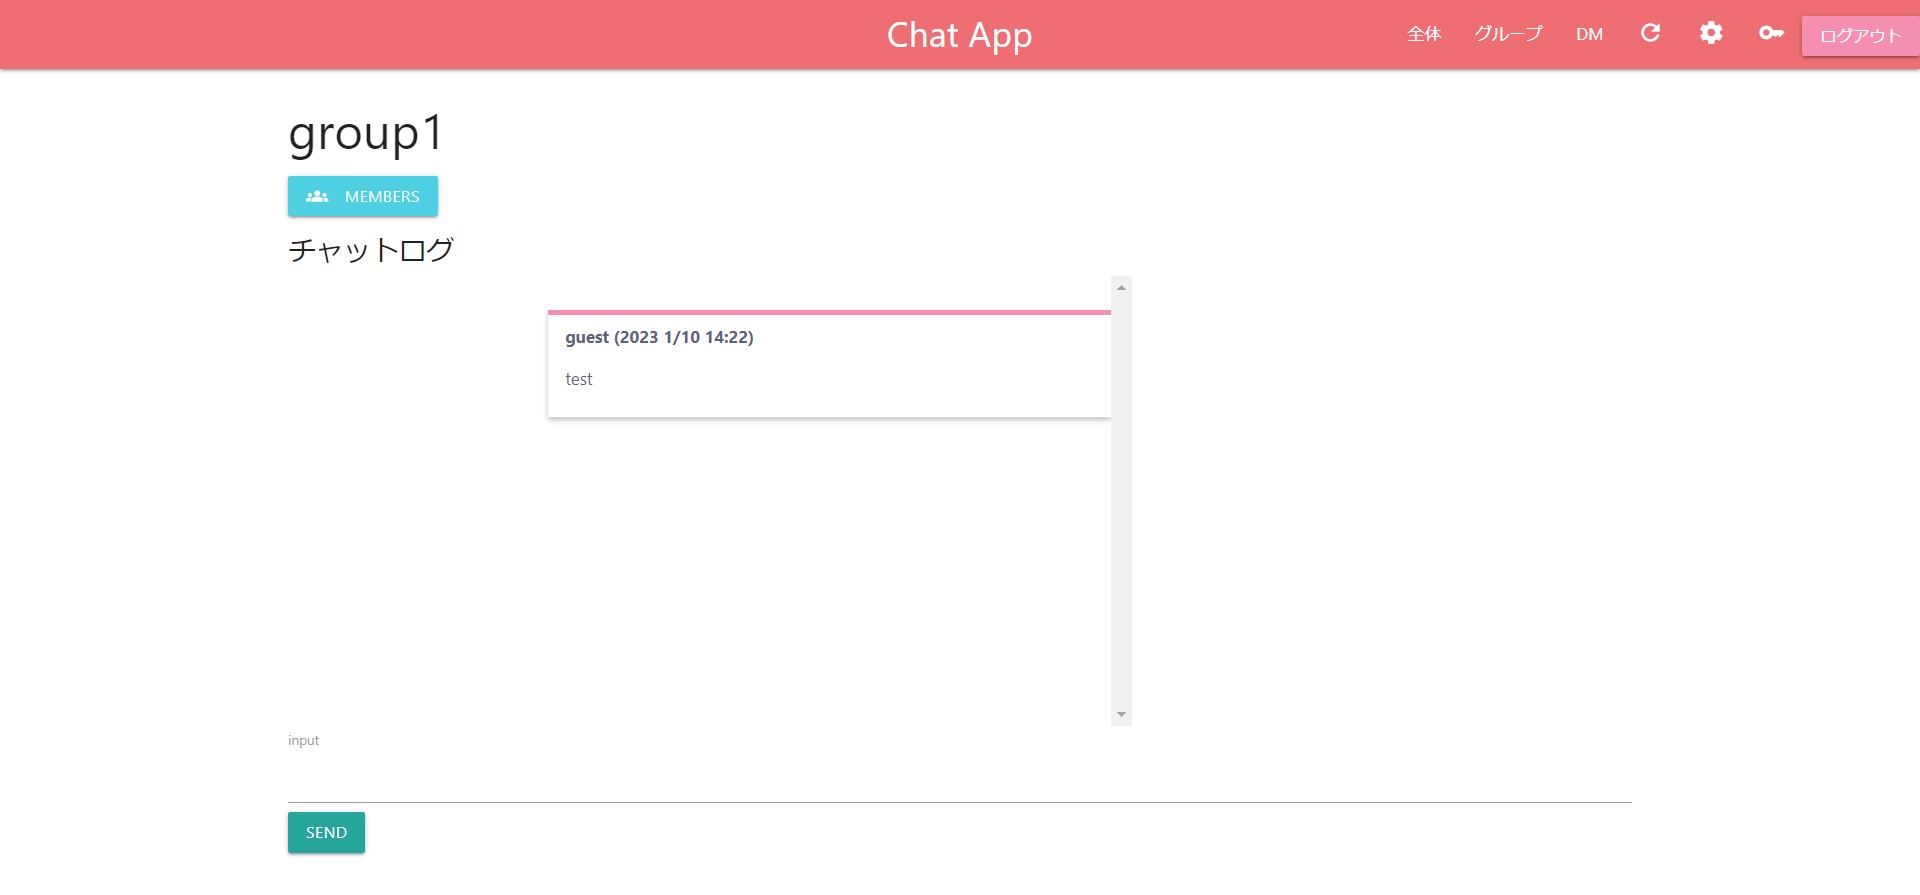 Chat App
全体 グループ DM ログアウト
group1
MEMBERS
チャットログ
guest (2023 1/10 14:22)
test
input
SEND